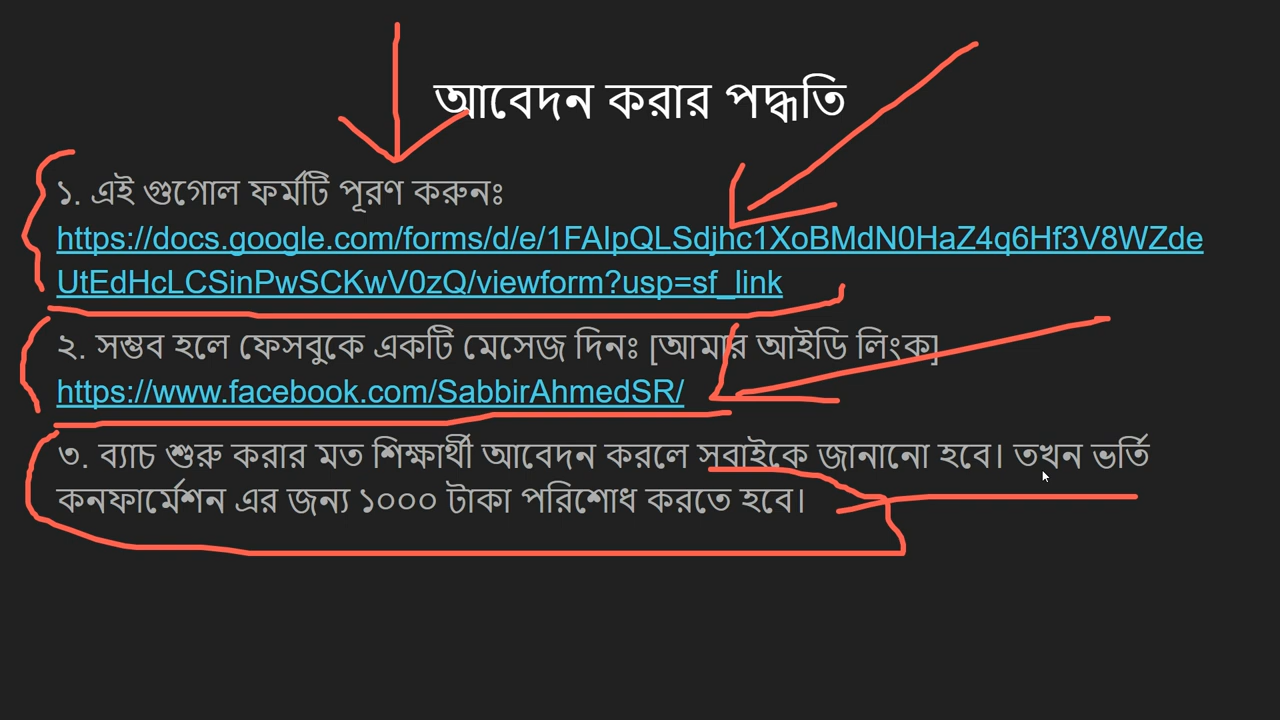 আবেদন করার পদ্ধতি
১. এই গুগোল ফর্মটি পূরণ করুনঃ
https://docs.google.com/forms/d/e/1FAIpQLSdjhc1XoBMdN0HaZ4q6Hf3V8WZde
UtEdHcLCSinPwSCKwV0zQ/viewform?usp=sf_link
২. সম্ভব হলে ফেসবুকে একটি মেসেজ দিনঃ [আমার আইডি লিংক]
https://www.facebook.com/SabbirAhmedSR/
৩. ব্যাচ শুরু করার মত শিক্ষার্থী আবেদন করলে সবাইকে জানানো হবে। তখন ভর্তি
কনফার্মেশন এর জন্য ১০০০ টাকা পরিশোধ করতে হবে।